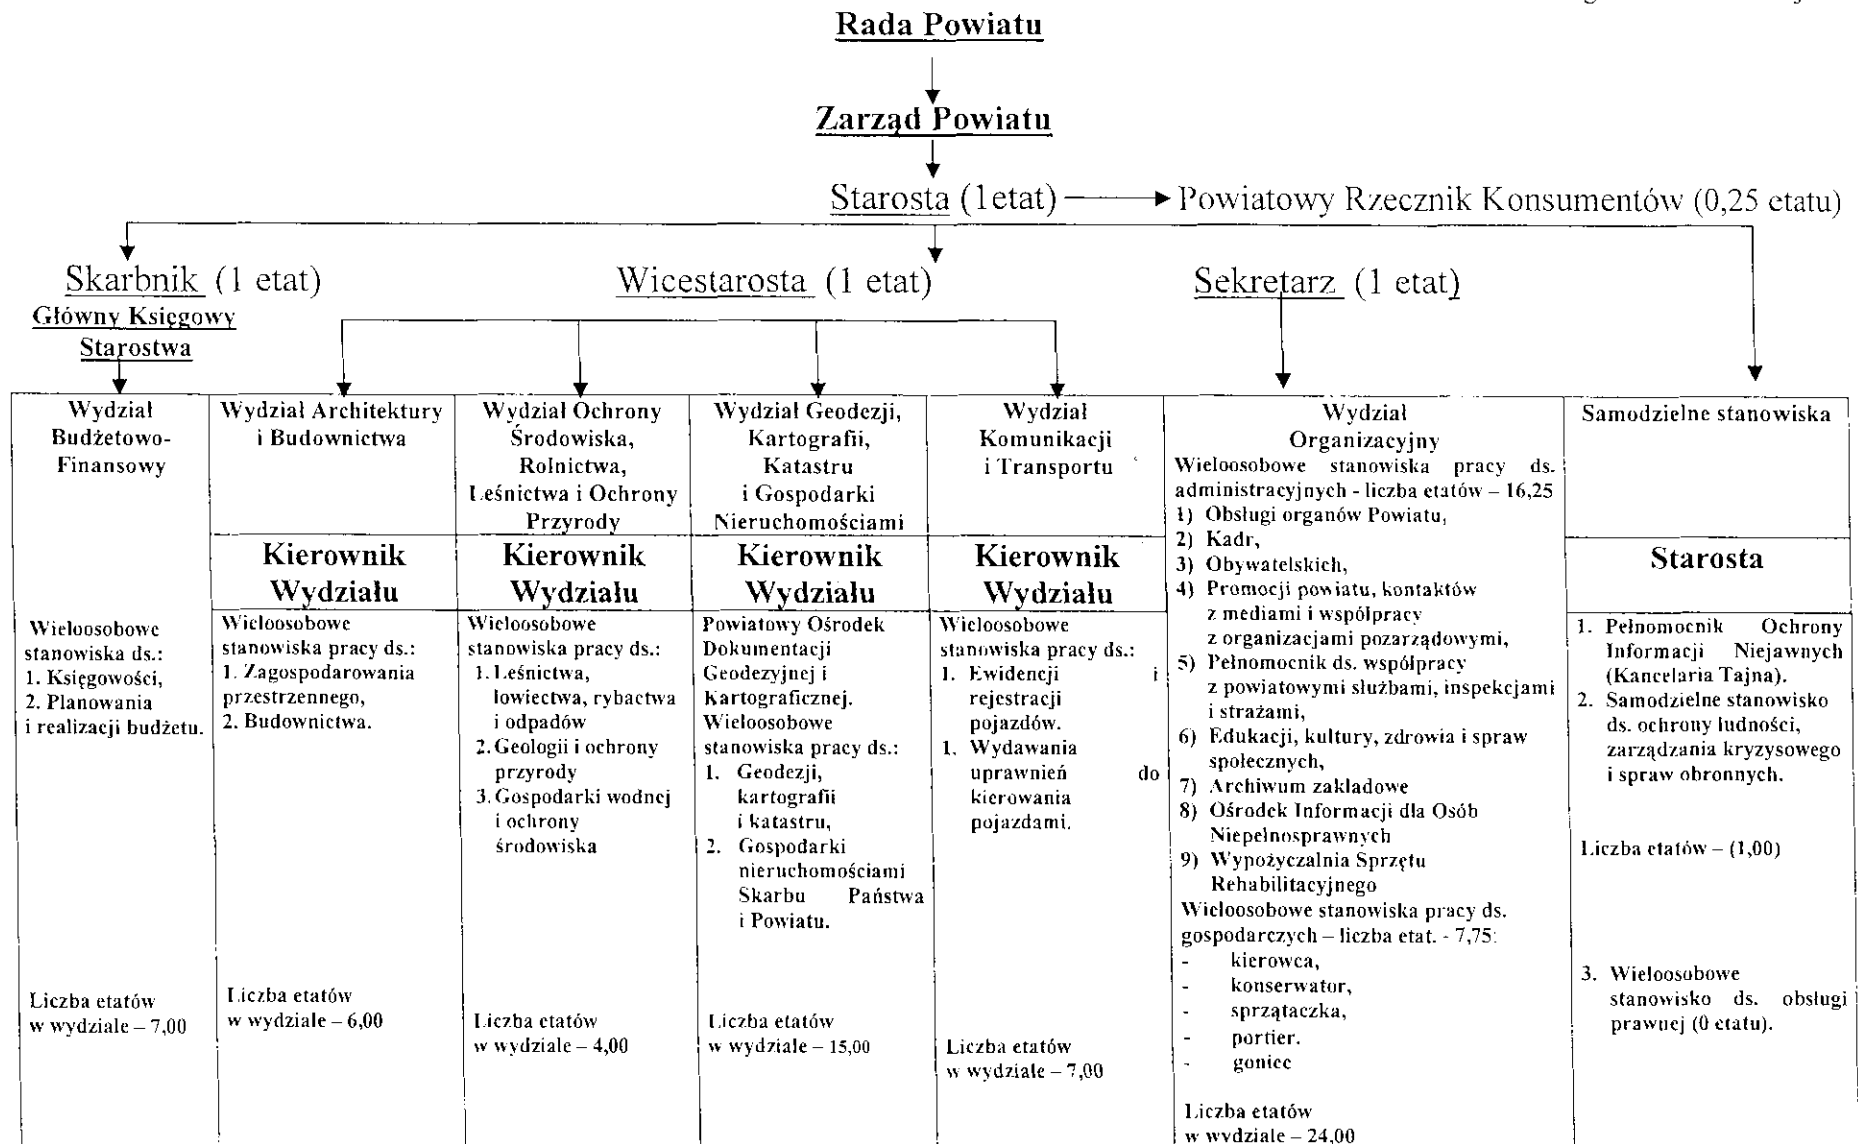 Rada Powiatu
Zarząd Powiatu
Starosta (1etat)
Powiatowy Rzecznik Konsumentów (0,25 etatu)
Skarbnik (1 etat)
Główny Księgowy
Starostwa
Wicestarosta (1 etat)
Sekretarz (1 etat)
Wydział
Budżetowo-
Finansowy
Wieloosobowe
stanowiska ds.:
1. Księgowości,
2. Planowania
i realizacji budżetu.
Liczba etatów
w wydziale – 7,00
Wydział Architektury
i Budownictwa
Kierownik
Wydziału
Wieloosobowe
stanowiska pracy ds.:
1. Zagospodarowania
przestrzennego,
2. Budownictwa.
Liczba etatów
w wydziale – 6,00
Wydział Ochrony
Środowiska,
Rolnictwa,
Leśnictwa i Ochrony
Przyrody
Kierownik
Wydziału
Wieloosobowe
stanowiska pracy ds.:
1. Leśnictwa,
łowiectwa, rybactwa
i odpadów
2. Geologii i ochrony
przyrody
3. Gospodarki wodnej
i ochrony
środowiska
Liczba etatów
w wydziale – 4,00
Wydział Geodezji,
Kartografii,
Katastru
i Gospodarki
Nieruchomościami
Kierownik
Wydziału
Powiatowy Ośrodek
Dokumentacji
Geodezyjnej i
Kartograficznej.
Wieloosobowe
stanowiska pracy ds.:
1. Geodezji,
kartografii
i katastru,
2. Gospodarki
nieruchomościami
Skarbu Państwa
i Powiatu.
Liczba etatów
w wydziale – 15,00
Wydział
Komunikacji
i Transportu
Kierownik
Wydziału
Wieloosobowe
stanowiska pracy ds.:
1. Ewidencji i
rejestracji
pojazdów.
1. Wydawania
uprawnień do
kierowania
pojazdami.
Liczba etatów
w wydziale – 7,00
Wydział
Organizacyjny
Wieloosobowe stanowiska pracy ds.
administracyjnych - liczba etatów – 16,25
1) Obsługi organów Powiatu,
2) Kadr,
3) Obywatelskich,
4) Promocji powiatu, kontaktów
z mediami i współpracy
z organizacjami pozarządowymi,
5) Pełnomocnik ds. współpracy
z powiatowymi służbami, inspekcjami
i strażami,
6) Edukacji, kultury, zdrowia i spraw
społecznych,
7) Archiwum zakładowe
8) Ośrodek Informacji dla Osób
Niepełnosprawnych
9) Wypożyczalnia Sprzętu
Rehabilitacyjnego
Wieloosobowe stanowiska pracy ds.
gospodarczych – liczba etat. - 7,75:
- kierowca,
- konserwator,
- sprzątaczka,
- portier.
- goniec
Liczba etatów
w wydziale – 24,00
Samodzielne stanowiska
Starosta
1. Pełnomocnik Ochrony
Informacji Niejawnych
(Kancelaria Tajna).
2. Samodzielne stanowisko
ds. ochrony ludności,
zarządzania kryzysowego
i spraw obronnych.
Liczba etatów – (1,00)
3. Wieloosobowe
stanowisko ds. obsługi
prawnej (0 etatu).